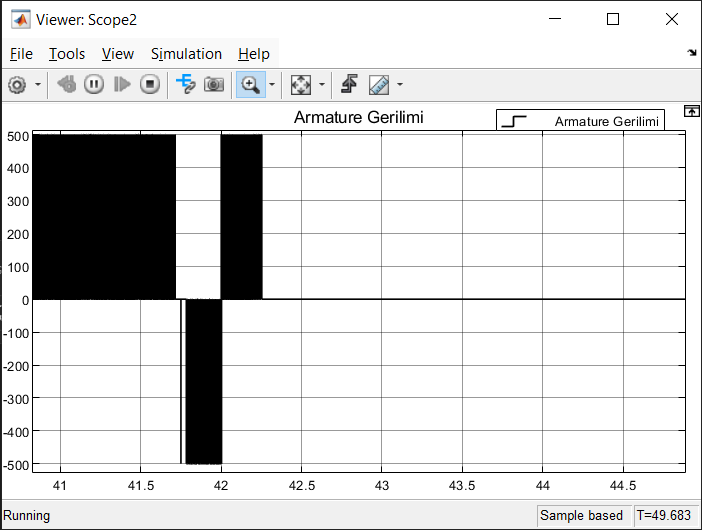 Viewer: Scope2
File Tools View Simulation Help
Armature Gerilimi
Armature Gerilimi
500
400
300
200
100
0
-100
-200
-300
-400
-500
41 41.5 42 42.5 43 43.5 44 44.5
Running Sample based T=49.683